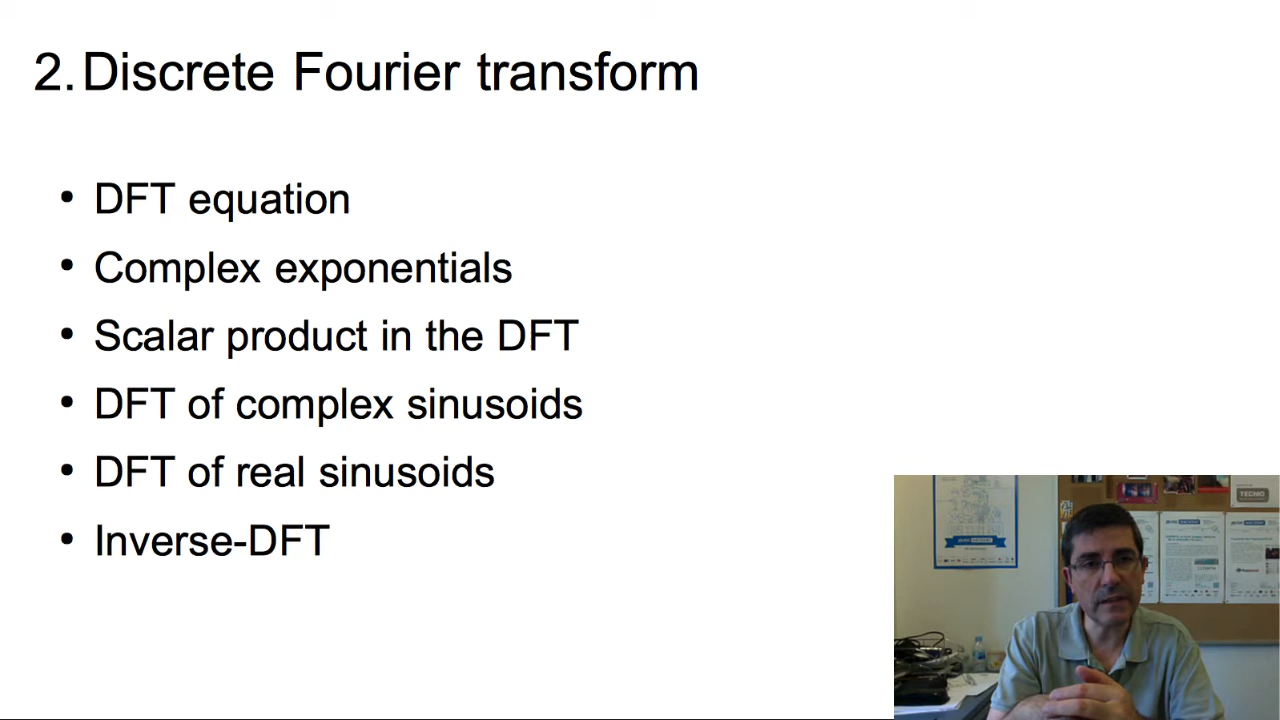 2. Discrete Fourier transform
• DFT equation
• Complex exponentials
• Scalar product in the DFT
• DFT of complex sinusoids
• DFT of real sinusoids
• Inverse-DFT
TECNIO